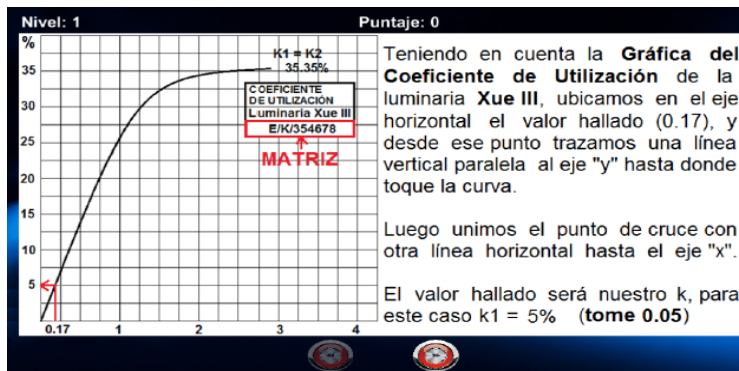 Nivel: 1
Puntaje: 0
%
35
30
25
20
15
10
5
0.17
1
2
3
4
K1 = K2
35.35%
COEFICIENTE
DE UTILIZACIÓN
Luminaria Xue III
E/K/354678
MATRIZ
Teniendo en cuenta la Gráfica del
Coeficiente de Utilización de la
luminaria Xue III, ubicamos en el eje
horizontal el valor hallado (0.17), y
desde ese punto trazamos una línea
vertical paralela al eje "y" hasta donde
toque la curva.
Luego unimos el punto de cruce con
otra línea horizontal hasta el eje "x".
El valor hallado será nuestro k, para
este caso k1 = 5% (tome 0.05)